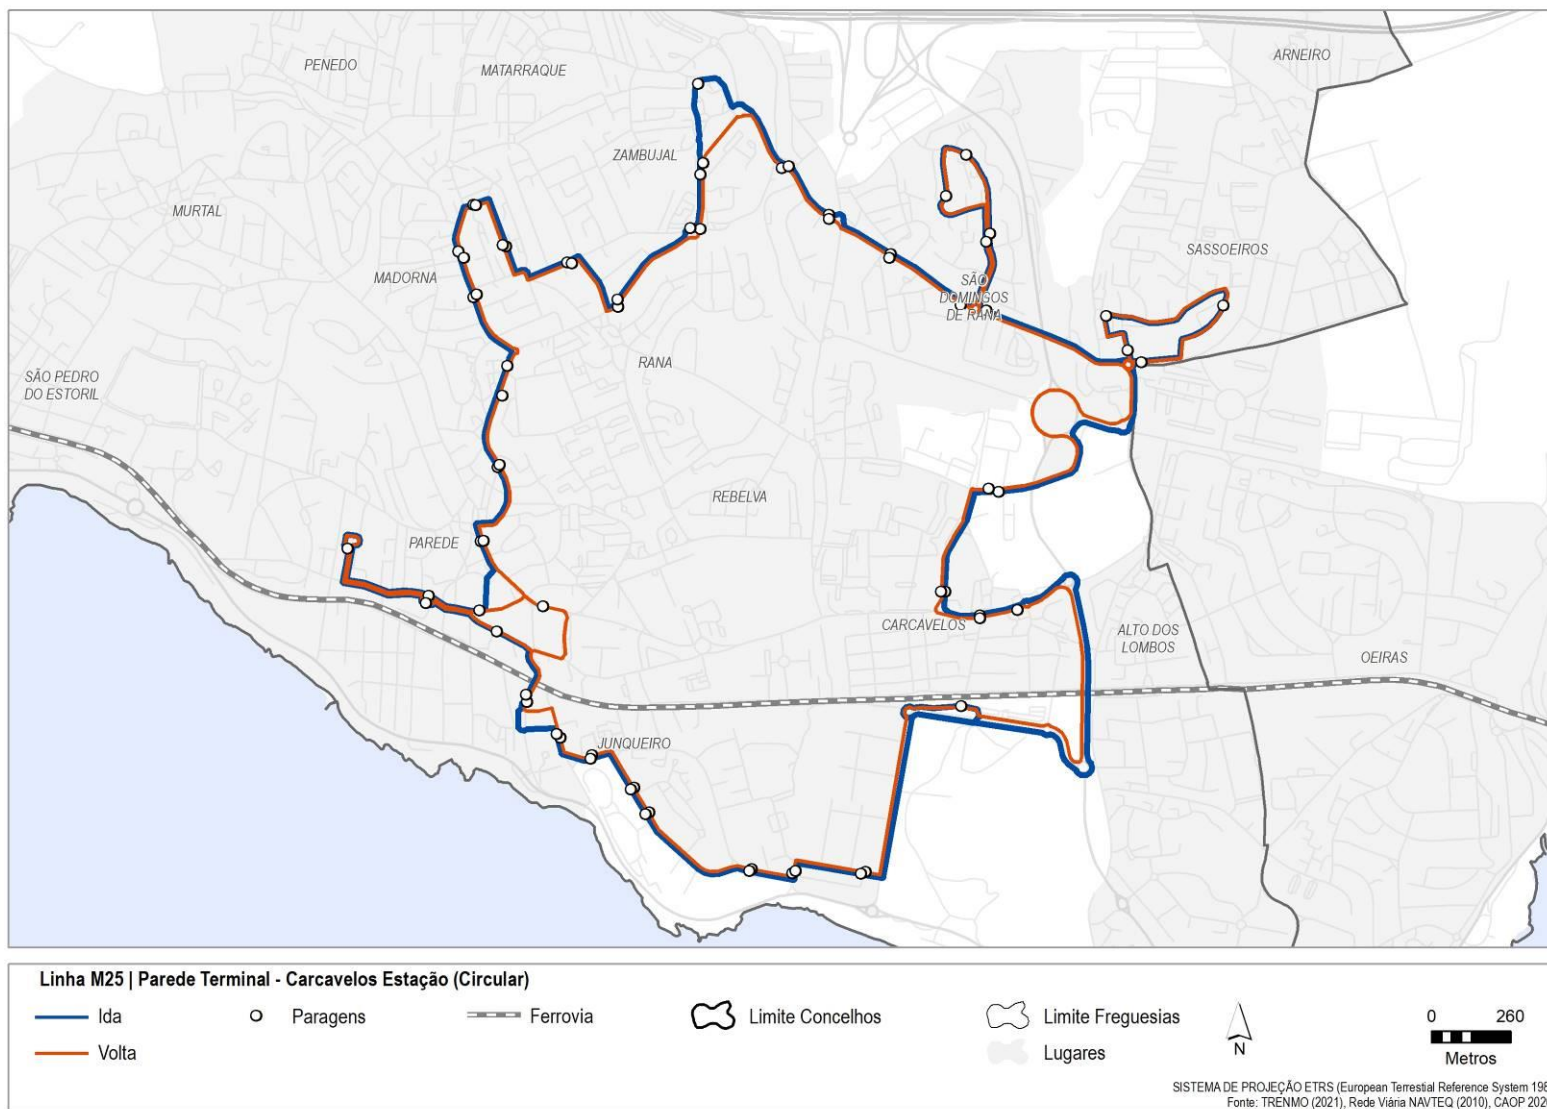 PENEDO
MATARRAQUE
ARNEIRO
ZAMBUJAL
MURTAL
SASSOEIROS
MADORNA
SÃO
DOMINGOS
DE RANA
RANA
SÃO PEDRO
DO ESTORIL
REBELVA
PAREDE
CARCAVELOS
ALTO DOS
LOMBOS
OEIRAS
JUNQUEIRO
Linha M25 | Parede Terminal - Carcavelos Estação (Circular)
Ida
Paragens
Ferrovia
Limite Concelhos
Limite Freguesias
0 260
Volta
Lugares
N
Metros
SISTEMA DE PROJEÇÃO ETRS (European Terrestial Reference System 198
Fonte: TRENMO (2021), Rede Viária NAVTEQ (2010), CAOP 202